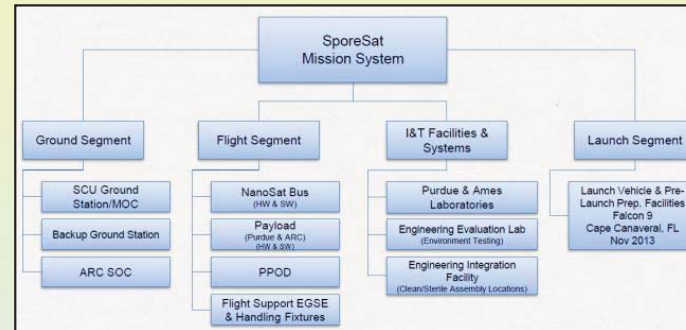 SporeSat
Mission System
Ground Segment
Flight Segment
I&T Facilities &
Systems
Launch Segment
SCU Ground
Station/MOC
Backup Ground Station
ARC SOC
NanoSat Bus
(HW & SW)
Payload
(Purdue & ARC)
(HW & SW)
PPOD
Flight Support EGSE
& Handling Fixtures
Purdue & Ames
Laboratories
Engineering Evaluation Lab
(Environment Testing)
Engineering Integration
Facility
(Clean/Sterile Assembly Locations)
Launch Vehicle & Pre-
Launch Prep. Facilities
Falcon 9
Cape Canaveral, FL
Nov 2013